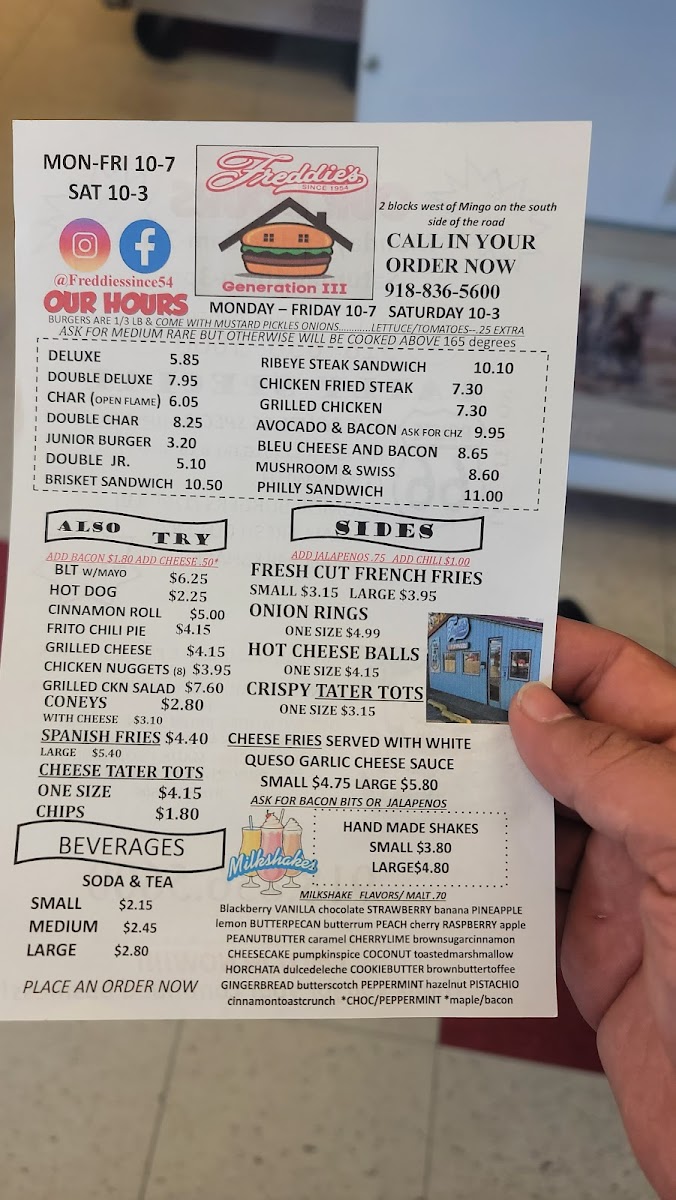 MON-FRI 10-7
SAT 10-3
Freddie's
SINCE 1954
Generation III
2 blocks west of Mingo on the south
side of the road
CALL IN YOUR
ORDER NOW
918-836-5600
@Freddiessince54
OUR HOURS
MONDAY – FRIDAY 10-7 SATURDAY 10-3
BURGERS ARE 1/3 LB & COME WITH MUSTARD PICKLES ONIONS............LETTUCE/TOMATOES--.25 EXTRA
ASK FOR MEDIUM RARE BUT OTHERWISE WILL BE COOKED ABOVE 165 degrees
DELUXE 5.85
DOUBLE DELUXE 7.95
CHAR (OPEN FLAME) 6.05
DOUBLE CHAR 8.25
JUNIOR BURGER 3.20
DOUBLE JR. 5.10
BRISKET SANDWICH 10.50
RIBEYE STEAK SANDWICH 10.10
CHICKEN FRIED STEAK 7.30
GRILLED CHICKEN 7.30
AVOCADO & BACON ASK FOR CHZ 9.95
BLEU CHEESE AND BACON 8.65
MUSHROOM & SWISS 8.60
PHILLY SANDWICH 11.00
ALSO TRY
ADD BACON $1.80 ADD CHEESE .50*
BLT W/MAYO $6.25
HOT DOG $2.25
CINNAMON ROLL $5.00
FRITO CHILI PIE $4.15
GRILLED CHEESE $4.15
CHICKEN NUGGETS (8) $3.95
GRILLED CKN SALAD $7.60
CONEYS $2.80
WITH CHEESE $3.10
SPANISH FRIES $4.40
LARGE $5.40
CHEESE TATER TOTS
ONE SIZE $4.15
CHIPS $1.80
SIDES
ADD JALAPENOS .75 ADD CHILI $1.00
FRESH CUT FRENCH FRIES
SMALL $3.15 LARGE $3.95
ONION RINGS
ONE SIZE $4.99
HOT CHEESE BALLS
ONE SIZE $4.15
CRISPY TATER TOTS
ONE SIZE $3.15
CHEESE FRIES SERVED WITH WHITE
QUESO GARLIC CHEESE SAUCE
SMALL $4.75 LARGE $5.80
ASK FOR BACON BITS OR JALAPENOS
BEVERAGES
SODA & TEA
SMALL $2.15
MEDIUM $2.45
LARGE $2.80
PLACE AN ORDER NOW
Milkshakes
HAND MADE SHAKES
SMALL $3.80
LARGE$4.80
MILKSHAKE FLAVORS/ MALT .70
Blackberry VANILLA chocolate STRAWBERRY banana PINEAPPLE
lemon BUTTERPECAN butterrum PEACH cherry RASPBERRY apple
PEANUTBUTTER caramel CHERRYLIME brownsugarcinnamon
CHEESECAKE pumpkinspice COCONUT toastedmarshmallow
HORCHATA dulcedeleche COOKIEBUTTER brownbuttertoffee
GINGERBREAD butterscotch PEPPERMINT hazelnut PISTACHIO
cinnamontoastcrunch *CHOC/PEPPERMINT *maple/bacon